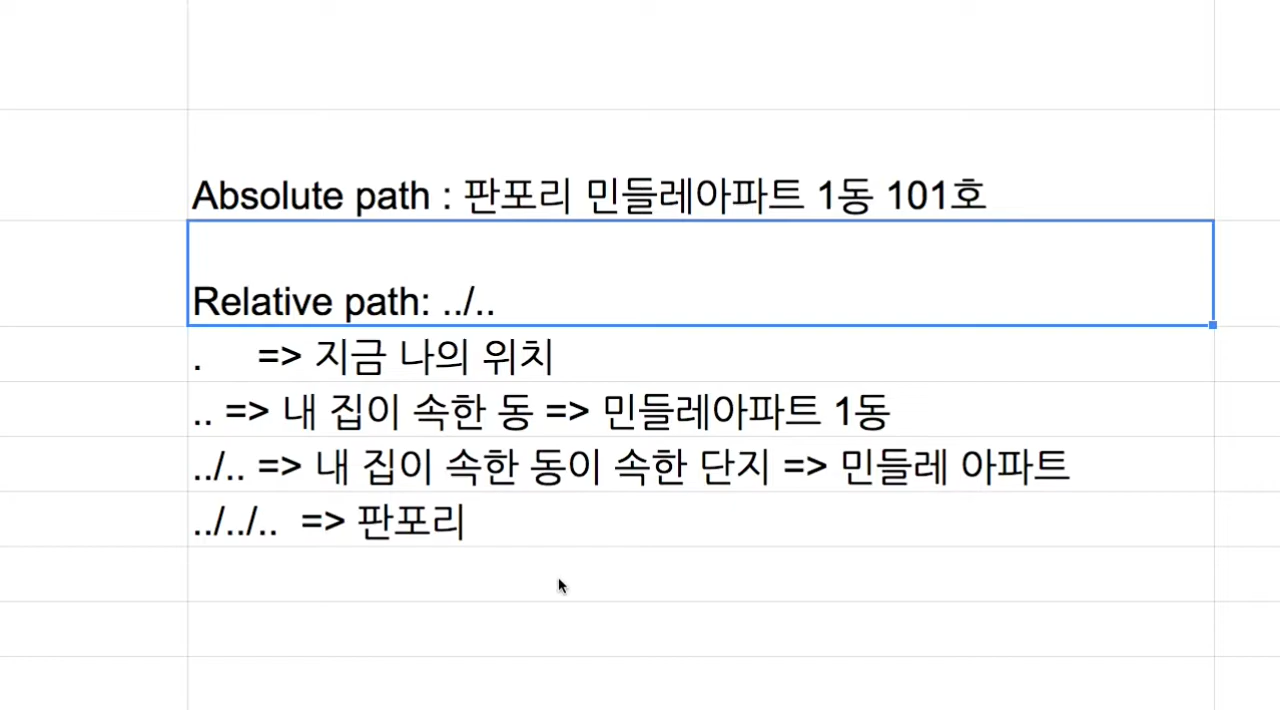 Absolute path : 판포리 민들레아파트 1동 101호
Relative path: ../..
. => 지금 나의 위치
.. => 내 집이 속한 동 => 민들레아파트 1동
../.. => 내 집이 속한 동이 속한 단지 => 민들레 아파트
../../.. => 판포리